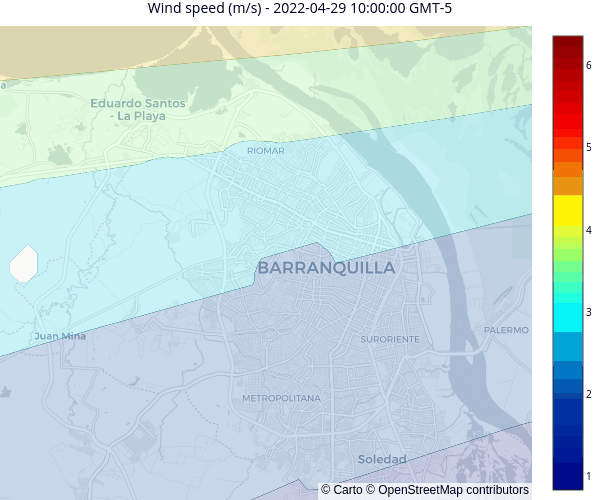 Wind speed (m/s) - 2022-04-29 10:00:00 GMT-5
6
a
Eduardo Santos
- La Playa
RIOMAR
5
4
BARRANQUILLA
3
Juan Mina
SURORIENTE
PALERMO
2
METROPOLITANA
Soledad
1
© Carto © OpenStreetMap contributors